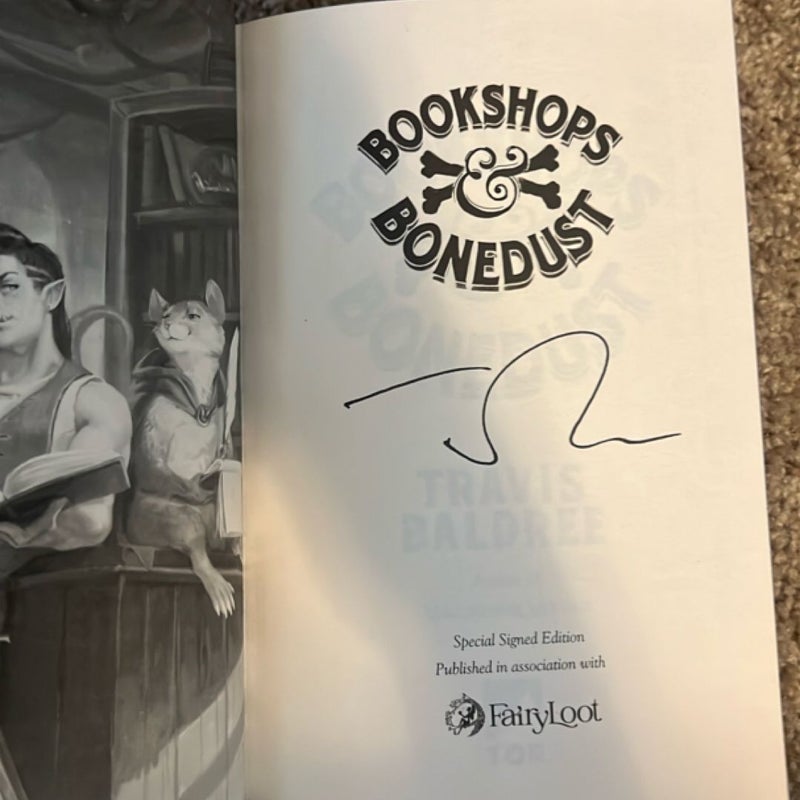 BOOKSHOPS
&
BONEDUST
TRAVIS
BALDREE
Special Signed Edition
Published in association with
FairyLoot
TOR